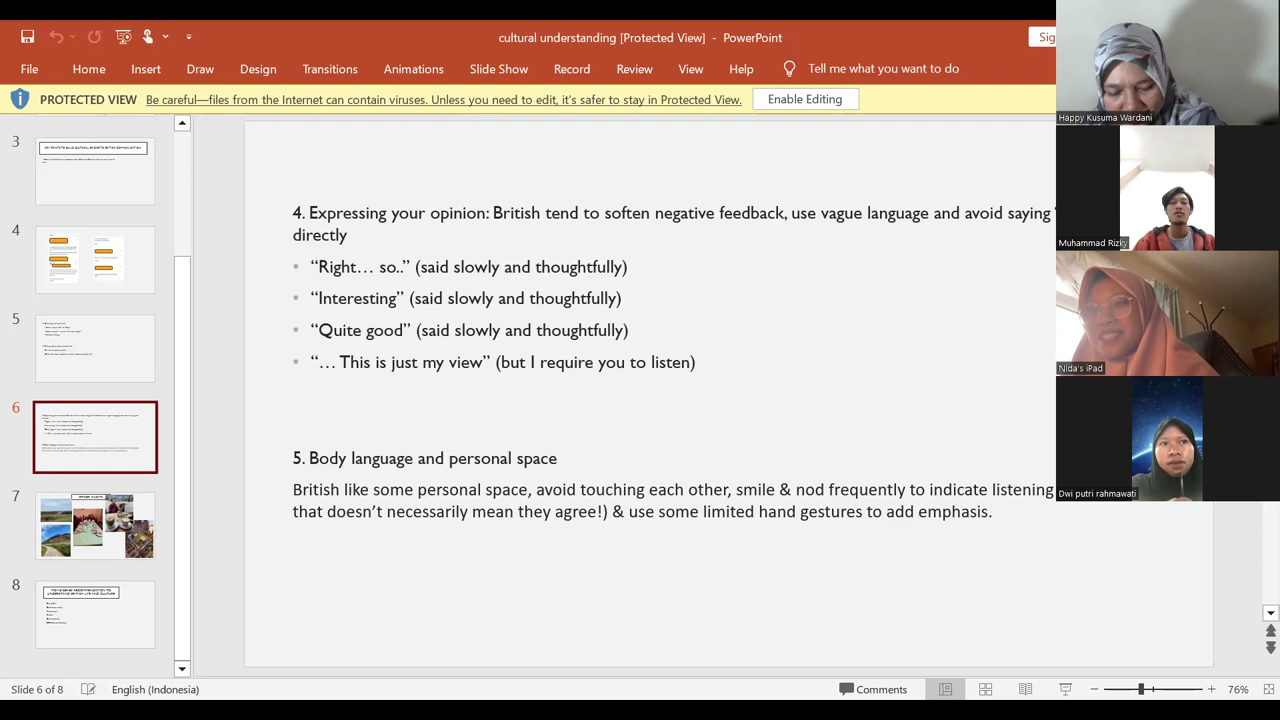 cultural understanding [Protected View] - PowerPoint
Sig
File Home Insert Draw Design Transitions Animations Slide Show Record Review View Help Tell me what you want to do
PROTECTED VIEW Be careful—files from the Internet can contain viruses. Unless you need to edit, it's safer to stay in Protected View. Enable Editing
3
4
5
6
7
8
4. Expressing your opinion: British tend to soften negative feedback, use vague language and avoid saying
directly
• “Right… so..” (said slowly and thoughtfully)
• “Interesting” (said slowly and thoughtfully)
• “Quite good” (said slowly and thoughtfully)
• “… This is just my view” (but I require you to listen)
5. Body language and personal space
British like some personal space, avoid touching each other, smile & nod frequently to indicate listening
that doesn’t necessarily mean they agree!) & use some limited hand gestures to add emphasis.
Happy Kusuma Wardani
Muhammad Rizky
Nida's iPad
Dwi putri rahmawati
Slide 6 of 8 English (Indonesia) Comments 76%